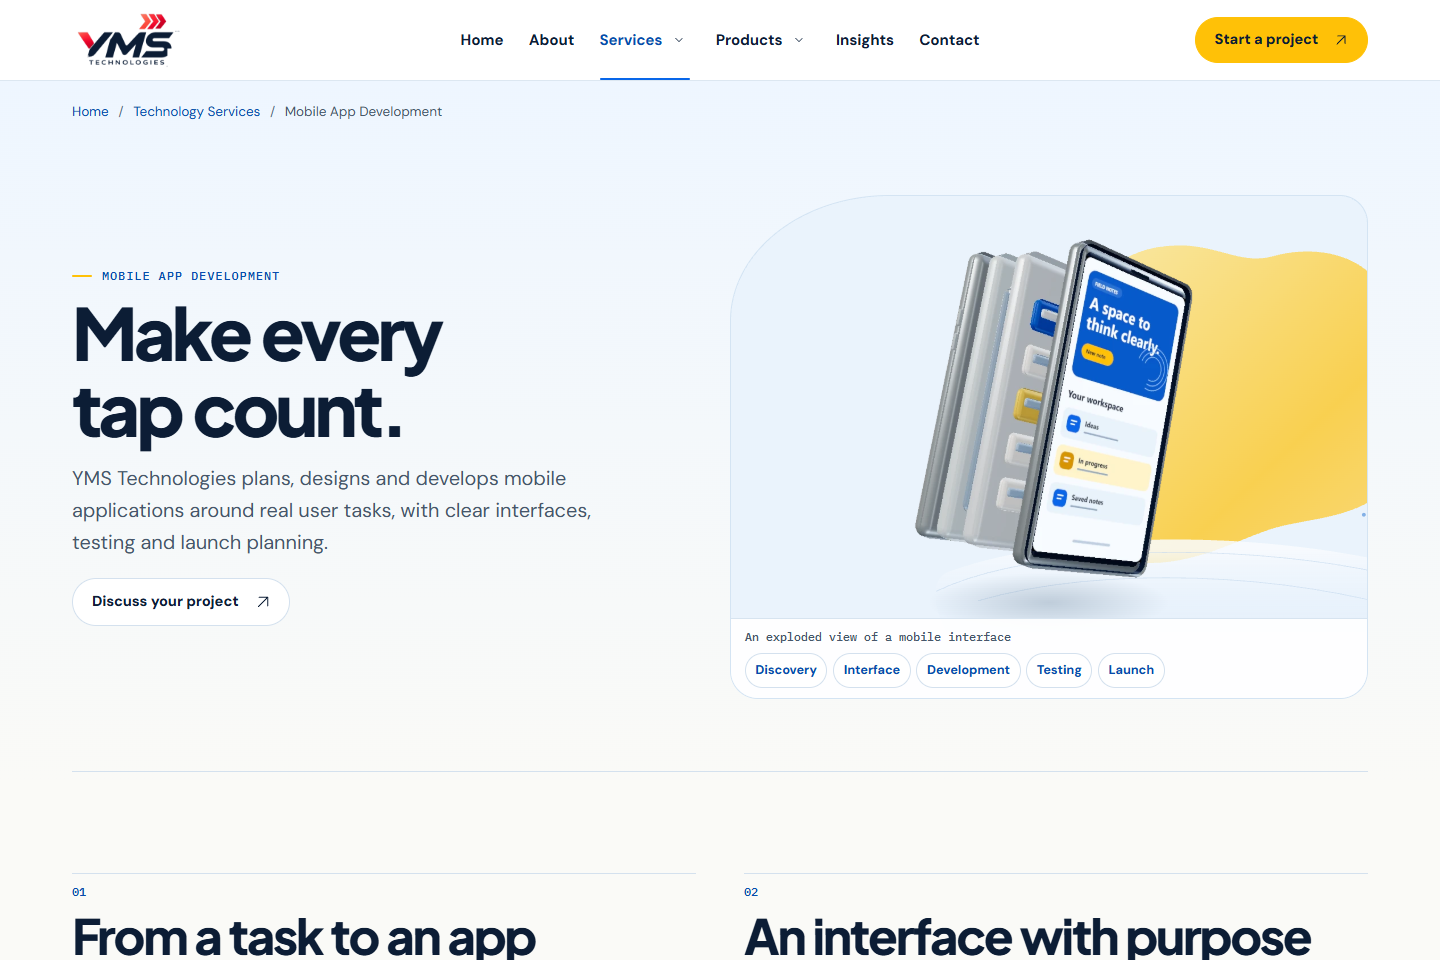 YMS
TECHNOLOGIES
Home
About
Services
Products
Insights
Contact
Start a project
Home / Technology Services / Mobile App Development
MOBILE APP DEVELOPMENT
Make every
tap count.
YMS Technologies plans, designs and develops mobile
applications around real user tasks, with clear interfaces,
testing and launch planning.
Discuss your project
FIELD NOTES
A space to
think clearly.
New note
Your workspace
Ideas
In progress
Saved notes
An exploded view of a mobile interface
Discovery
Interface
Development
Testing
Launch
01
From a task to an app
02
An interface with purpose